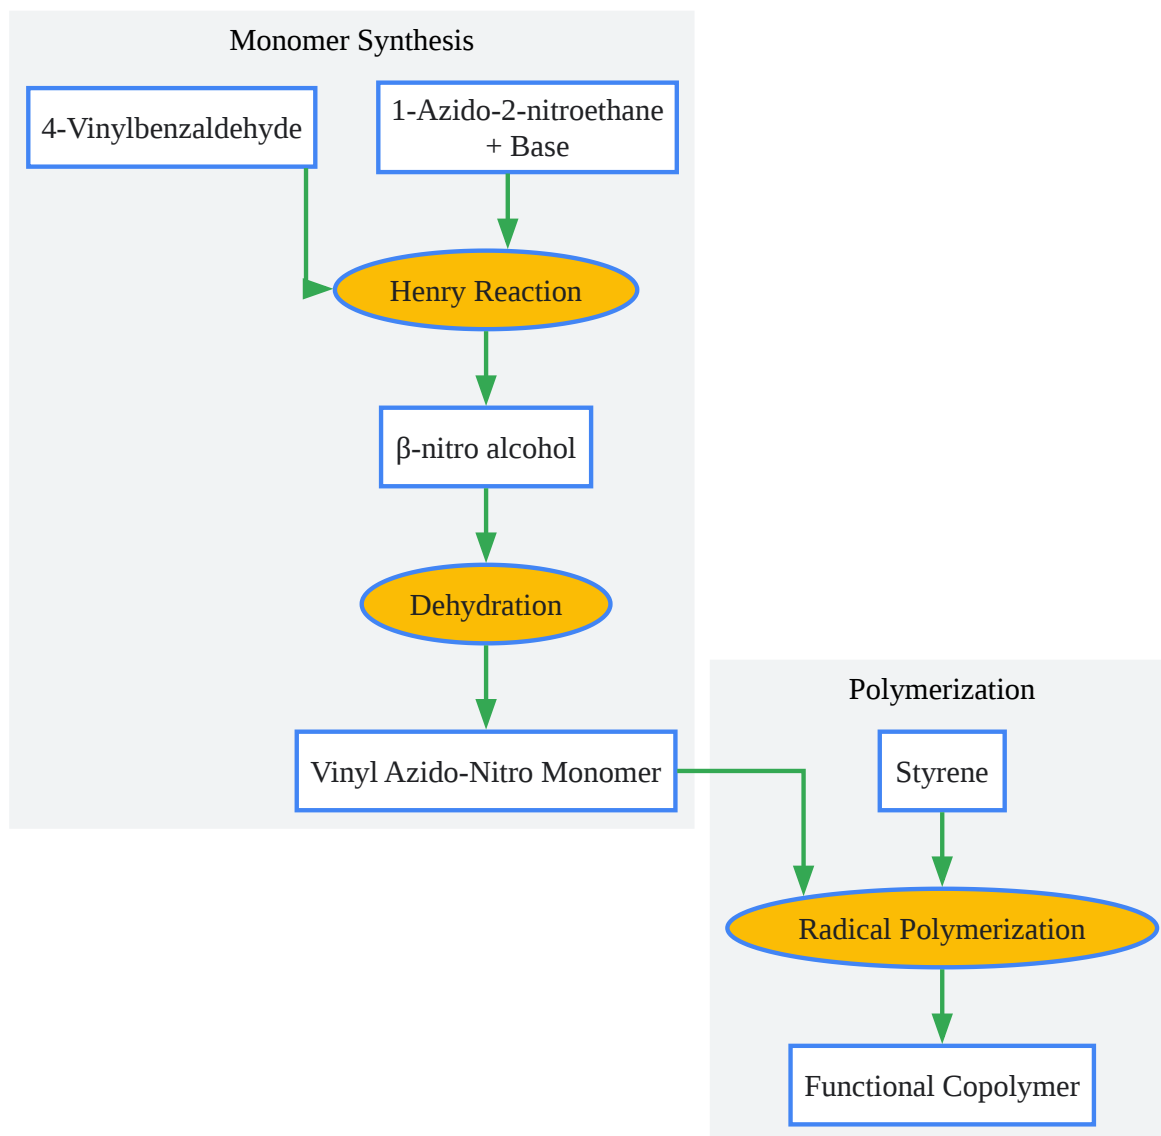 Monomer Synthesis
4-Vinylbenzaldehyde
1-Azido-2-nitroethane
+ Base
Henry Reaction
β-nitro alcohol
Dehydration
Vinyl Azido-Nitro Monomer
Polymerization
Styrene
Radical Polymerization
Functional Copolymer